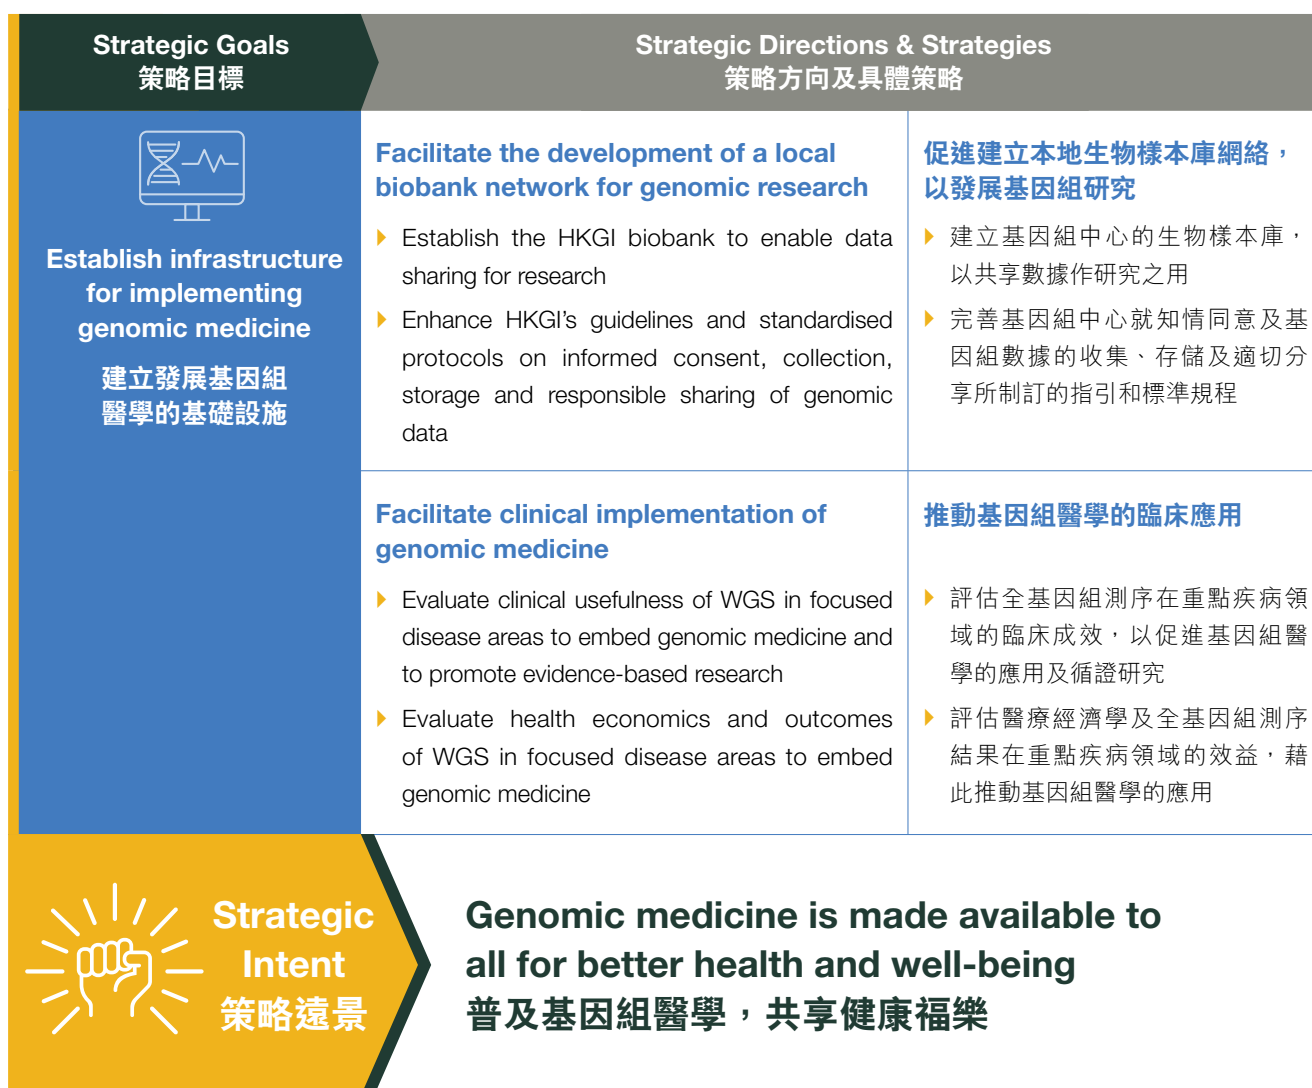 Strategic Goals
策略目標
Strategic Directions & Strategies
策略方向及具體策略
Establish infrastructure
for implementing
genomic medicine
建立發展基因組
醫學的基礎設施
Facilitate the development of a local
biobank network for genomic research
Establish the HKGI biobank to enable data
sharing for research
Enhance HKGI's guidelines and standardised
protocols on informed consent, collection,
storage and responsible sharing of genomic
data
促進建立本地生物樣本庫網絡，
以發展基因組研究
建立基因組中心的生物樣本庫，
以共享數據作研究之用
完善基因組中心就知情同意及基
因組數據的收集、存儲及適切分
享所制訂的指引和標準規程
Facilitate clinical implementation of
genomic medicine
Evaluate clinical usefulness of WGS in focused
disease areas to embed genomic medicine and
to promote evidence-based research
Evaluate health economics and outcomes
of WGS in focused disease areas to embed
genomic medicine
推動基因組醫學的臨床應用
評估全基因組測序在重點疾病領
域的臨床成效，以促進基因組醫
學的應用及循證研究
評估醫療經濟學及全基因組測序
結果在重點疾病領域的效益，藉
此推動基因組醫學的應用
Strategic
Intent
策略遠景
Genomic medicine is made available to
all for better health and well-being
普及基因組醫學，共享健康福樂